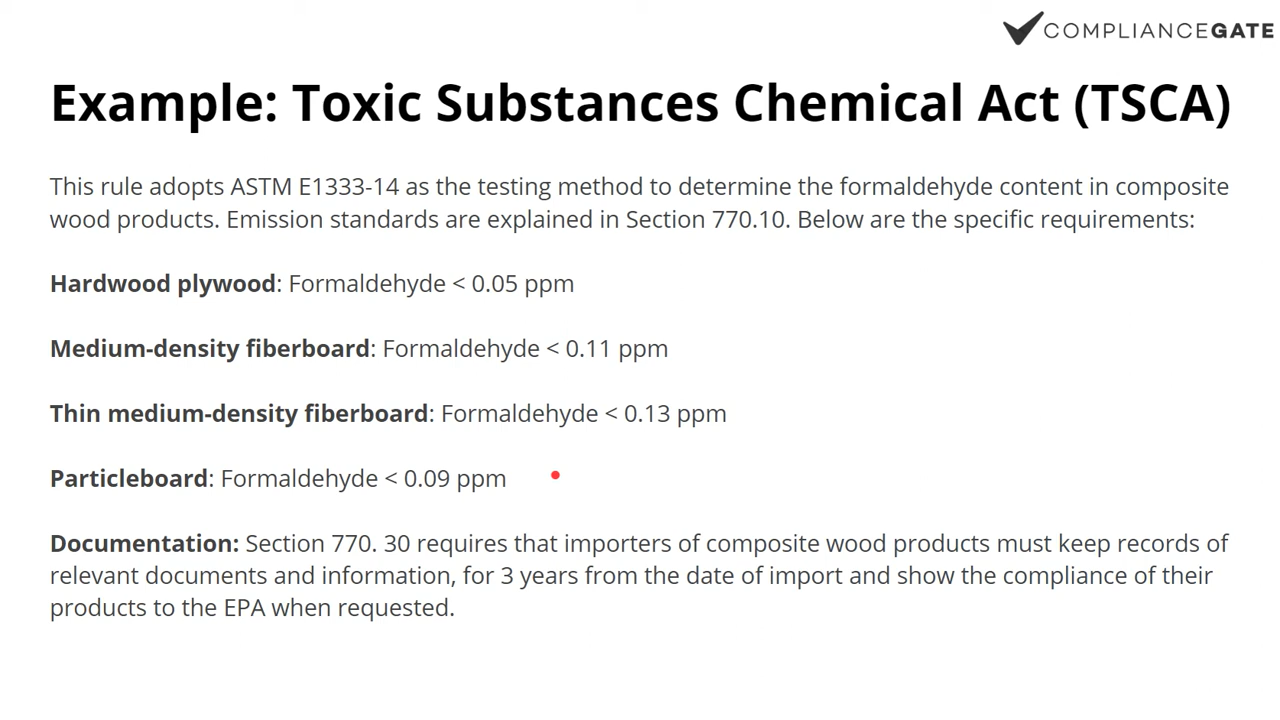 COMPLIANCEGATE
Example: Toxic Substances Chemical Act (TSCA)
This rule adopts ASTM E1333-14 as the testing method to determine the formaldehyde content in composite
wood products. Emission standards are explained in Section 770.10. Below are the specific requirements:
Hardwood plywood: Formaldehyde < 0.05 ppm
Medium-density fiberboard: Formaldehyde < 0.11 ppm
Thin medium-density fiberboard: Formaldehyde < 0.13 ppm
Particleboard: Formaldehyde < 0.09 ppm
Documentation: Section 770. 30 requires that importers of composite wood products must keep records of
relevant documents and information, for 3 years from the date of import and show the compliance of their
products to the EPA when requested.